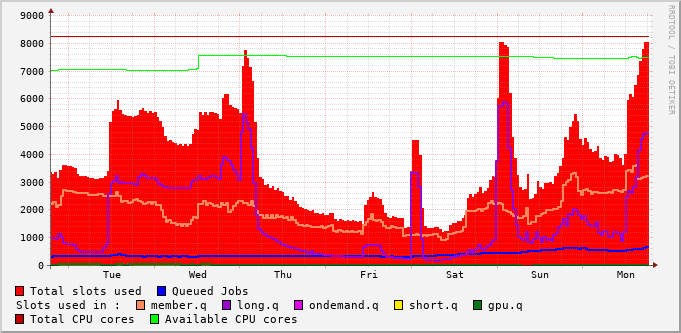 9000
8000
7000
6000
5000
4000
3000
2000
1000
0
Tue Wed Thu Fri Sat Sun Mon
RRDTOOL / TOBI OETIKER
Total slots used Queued Jobs
Slots used in : member.q long.q ondemand.q short.q gpu.q
Total CPU cores Available CPU cores